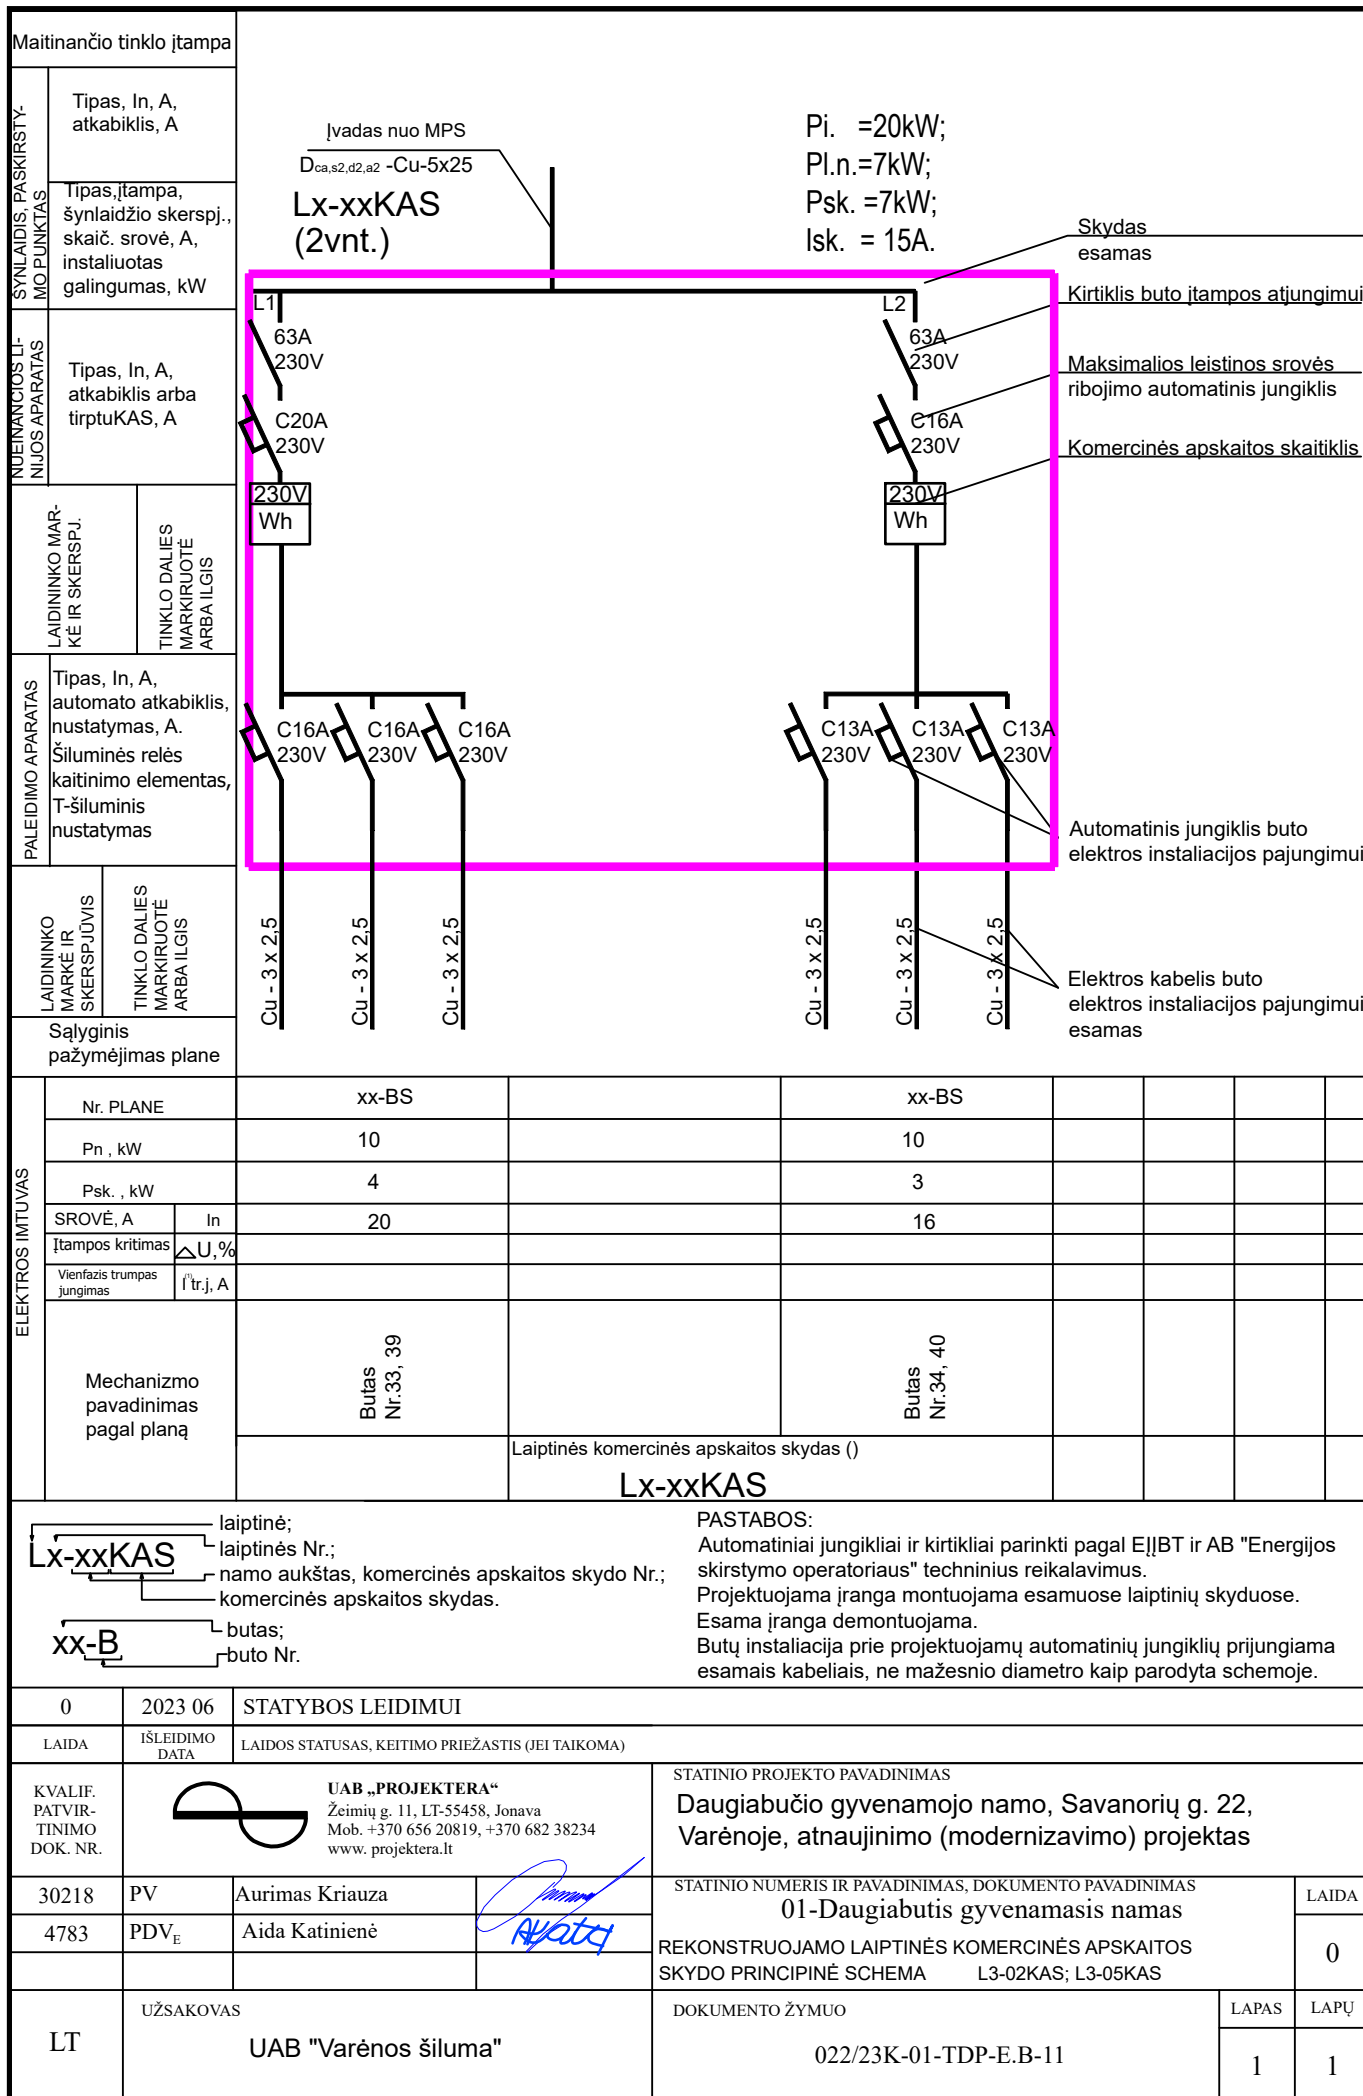 Maitinančio tinklo įtampa
ŠYNLAIDIS, PASKIRSTY-
MO PUNKTAS
Tipas, In, A,
atkabiklis, A
Tipas,įtampa,
šynlaidžio skerspj.,
skaič. srovė, A,
instaliuotas
galingumas, kW
NUEINANČIOS LI-
NIJOS APARATAS
Tipas, In, A,
atkabiklis arba
tirptuKAS, A
LAIDININKO MAR-
KĖ IR SKERSPJ.
TINKLO DALIES
MARKIRUOTĖ
ARBA ILGIS
PALEIDIMO APARATAS
Tipas, In, A,
automato atkabiklis,
nustatymas, A.
Šiluminės relės
kaitinimo elementas,
T-šiluminis
nustatymas
LAIDININKO
MARKĖ IR
SKERSPJŪVIS
TINKLO DALIES
MARKIRUOTĖ
ARBA ILGIS
Sąlyginis
pažymėjimas plane
Įvadas nuo MPS
Dca,s2,d2,a2 -Cu-5x25
Lx-xxKAS
(2vnt.)
Pi. =20kW;
Pl.n.=7kW;
Psk. =7kW;
Isk. = 15A.
Skydas
esamas
Kirtiklis buto įtampos atjungimui
Maksimalios leistinos srovės
ribojimo automatinis jungiklis
Komercinės apskaitos skaitiklis
L1
63A
230V
C20A
230V
230V
Wh
L2
63A
230V
C16A
230V
230V
Wh
C16A
230V
C16A
230V
C16A
230V
C13A
230V
C13A
230V
C13A
230V
Automatinis jungiklis buto
elektros instaliacijos pajungimui
Cu - 3 x 2,5
Cu - 3 x 2,5
Cu - 3 x 2,5
Cu - 3 x 2,5
Cu - 3 x 2,5
Cu - 3 x 2,5
Elektros kabelis buto
elektros instaliacijos pajungimui
esamas
ELEKTROS IMTUVAS
Nr. PLANE xx-BS xx-BS
Pn , kW 10 10
Psk. , kW 4 3
SROVĖ, A In 20 16
Įtampos kritimas △U,%
Vienfazis trumpas
jungimas
I(1)tr.j, A
Mechanizmo
pavadinimas
pagal planą
Butas
Nr.33, 39
Butas
Nr.34, 40
Laiptinės komercinės apskaitos skydas ()
Lx-xxKAS
Lx-xxKAS
laiptinė;
laiptinės Nr.;
namo aukštas, komercinės apskaitos skydo Nr.;
komercinės apskaitos skydas.
xx-B
butas;
buto Nr.
PASTABOS:
Automatiniai jungikliai ir kirtikliai parinkti pagal EĮĮBT ir AB "Energijos
skirstymo operatoriaus" techninius reikalavimus.
Projektuojama įranga montuojama esamuose laiptinių skyduose.
Esama įranga demontuojama.
Butų instaliacija prie projektuojamų automatinių jungiklių prijungiama
esamais kabeliais, ne mažesnio diametro kaip parodyta schemoje.
0 2023 06 STATYBOS LEIDIMUI
LAIDA IŠLEIDIMO
DATA
LAIDOS STATUSAS, KEITIMO PRIEŽASTIS (JEI TAIKOMA)
KVALIF.
PATVIR-
TINIMO
DOK. NR.
UAB „PROJEKTERA“
Žeimių g. 11, LT-55458, Jonava
Mob. +370 656 20819, +370 682 38234
www. projektera.lt
STATINIO PROJEKTO PAVADINIMAS
Daugiabučio gyvenamojo namo, Savanorių g. 22,
Varėnoje, atnaujinimo (modernizavimo) projektas
30218 PV Aurimas Kriauza
4783 PDVE Aida Katinienė
STATINIO NUMERIS IR PAVADINIMAS, DOKUMENTO PAVADINIMAS
01-Daugiabutis gyvenamasis namas
REKONSTRUOJAMO LAIPTINĖS KOMERCINĖS APSKAITOS
SKYDO PRINCIPINĖ SCHEMA L3-02KAS; L3-05KAS
LAIDA
0
LT
UŽSAKOVAS
UAB "Varėnos šiluma"
DOKUMENTO ŽYMUO
022/23K-01-TDP-E.B-11
LAPAS
1
LAPŲ
1